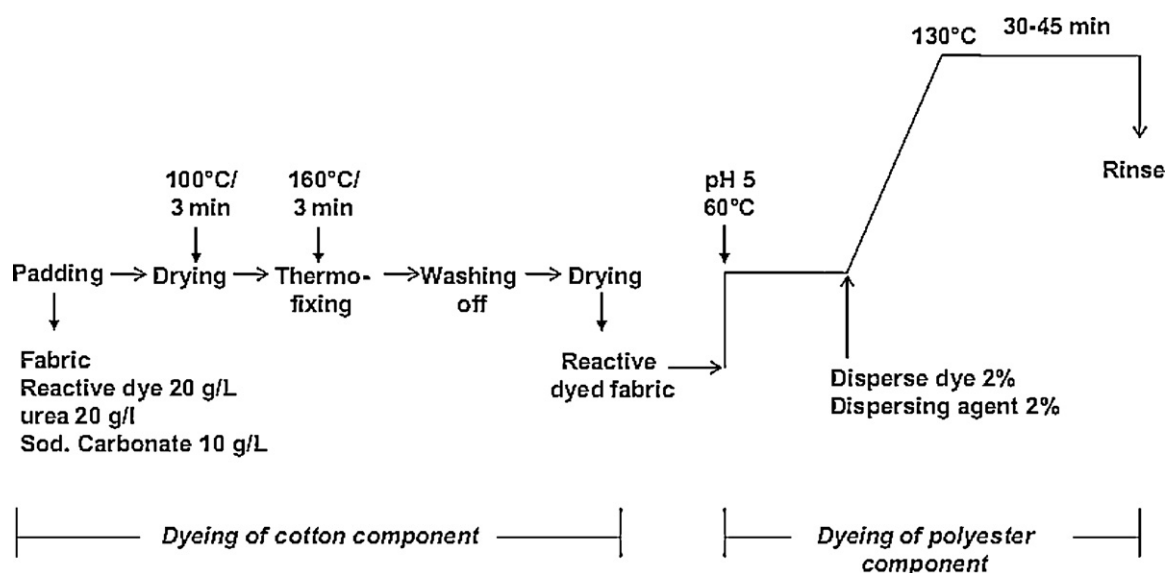 130°C
30-45 min
Rinse
100°C/
3 min
160°C/
3 min
pH 5
60°C
Padding
Drying
Thermo-
fixing
Washing
off
Drying
Fabric
Reactive dye 20 g/L
urea 20 g/l
Sod. Carbonate 10 g/L
Reactive
dyed fabric
Disperse dye 2%
Dispersing agent 2%
Dyeing of cotton component
Dyeing of polyester
component